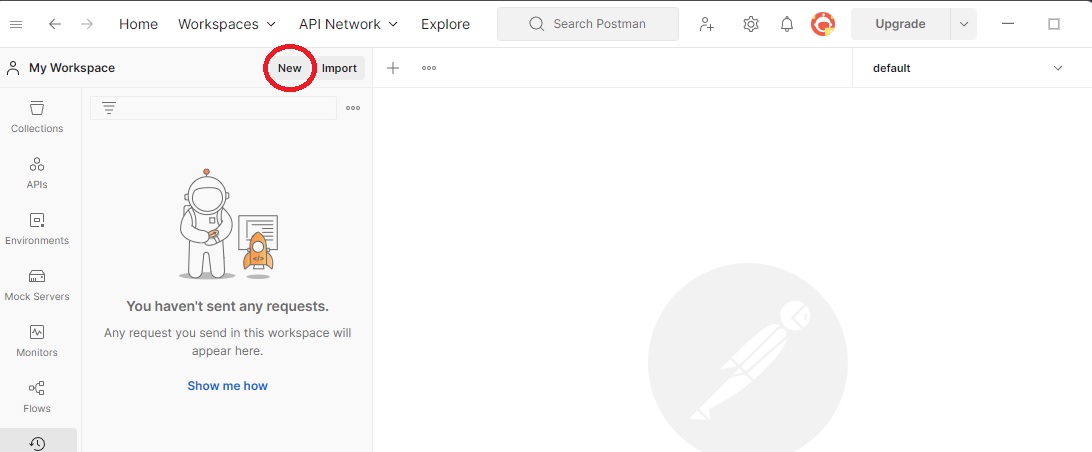 Home
Workspaces
API Network
Explore
Search Postman
Upgrade
My Workspace
New
Import
default
Collections
APIs
Environments
Mock Servers
Monitors
Flows
You haven't sent any requests.
Any request you send in this workspace will
appear here.
Show me how